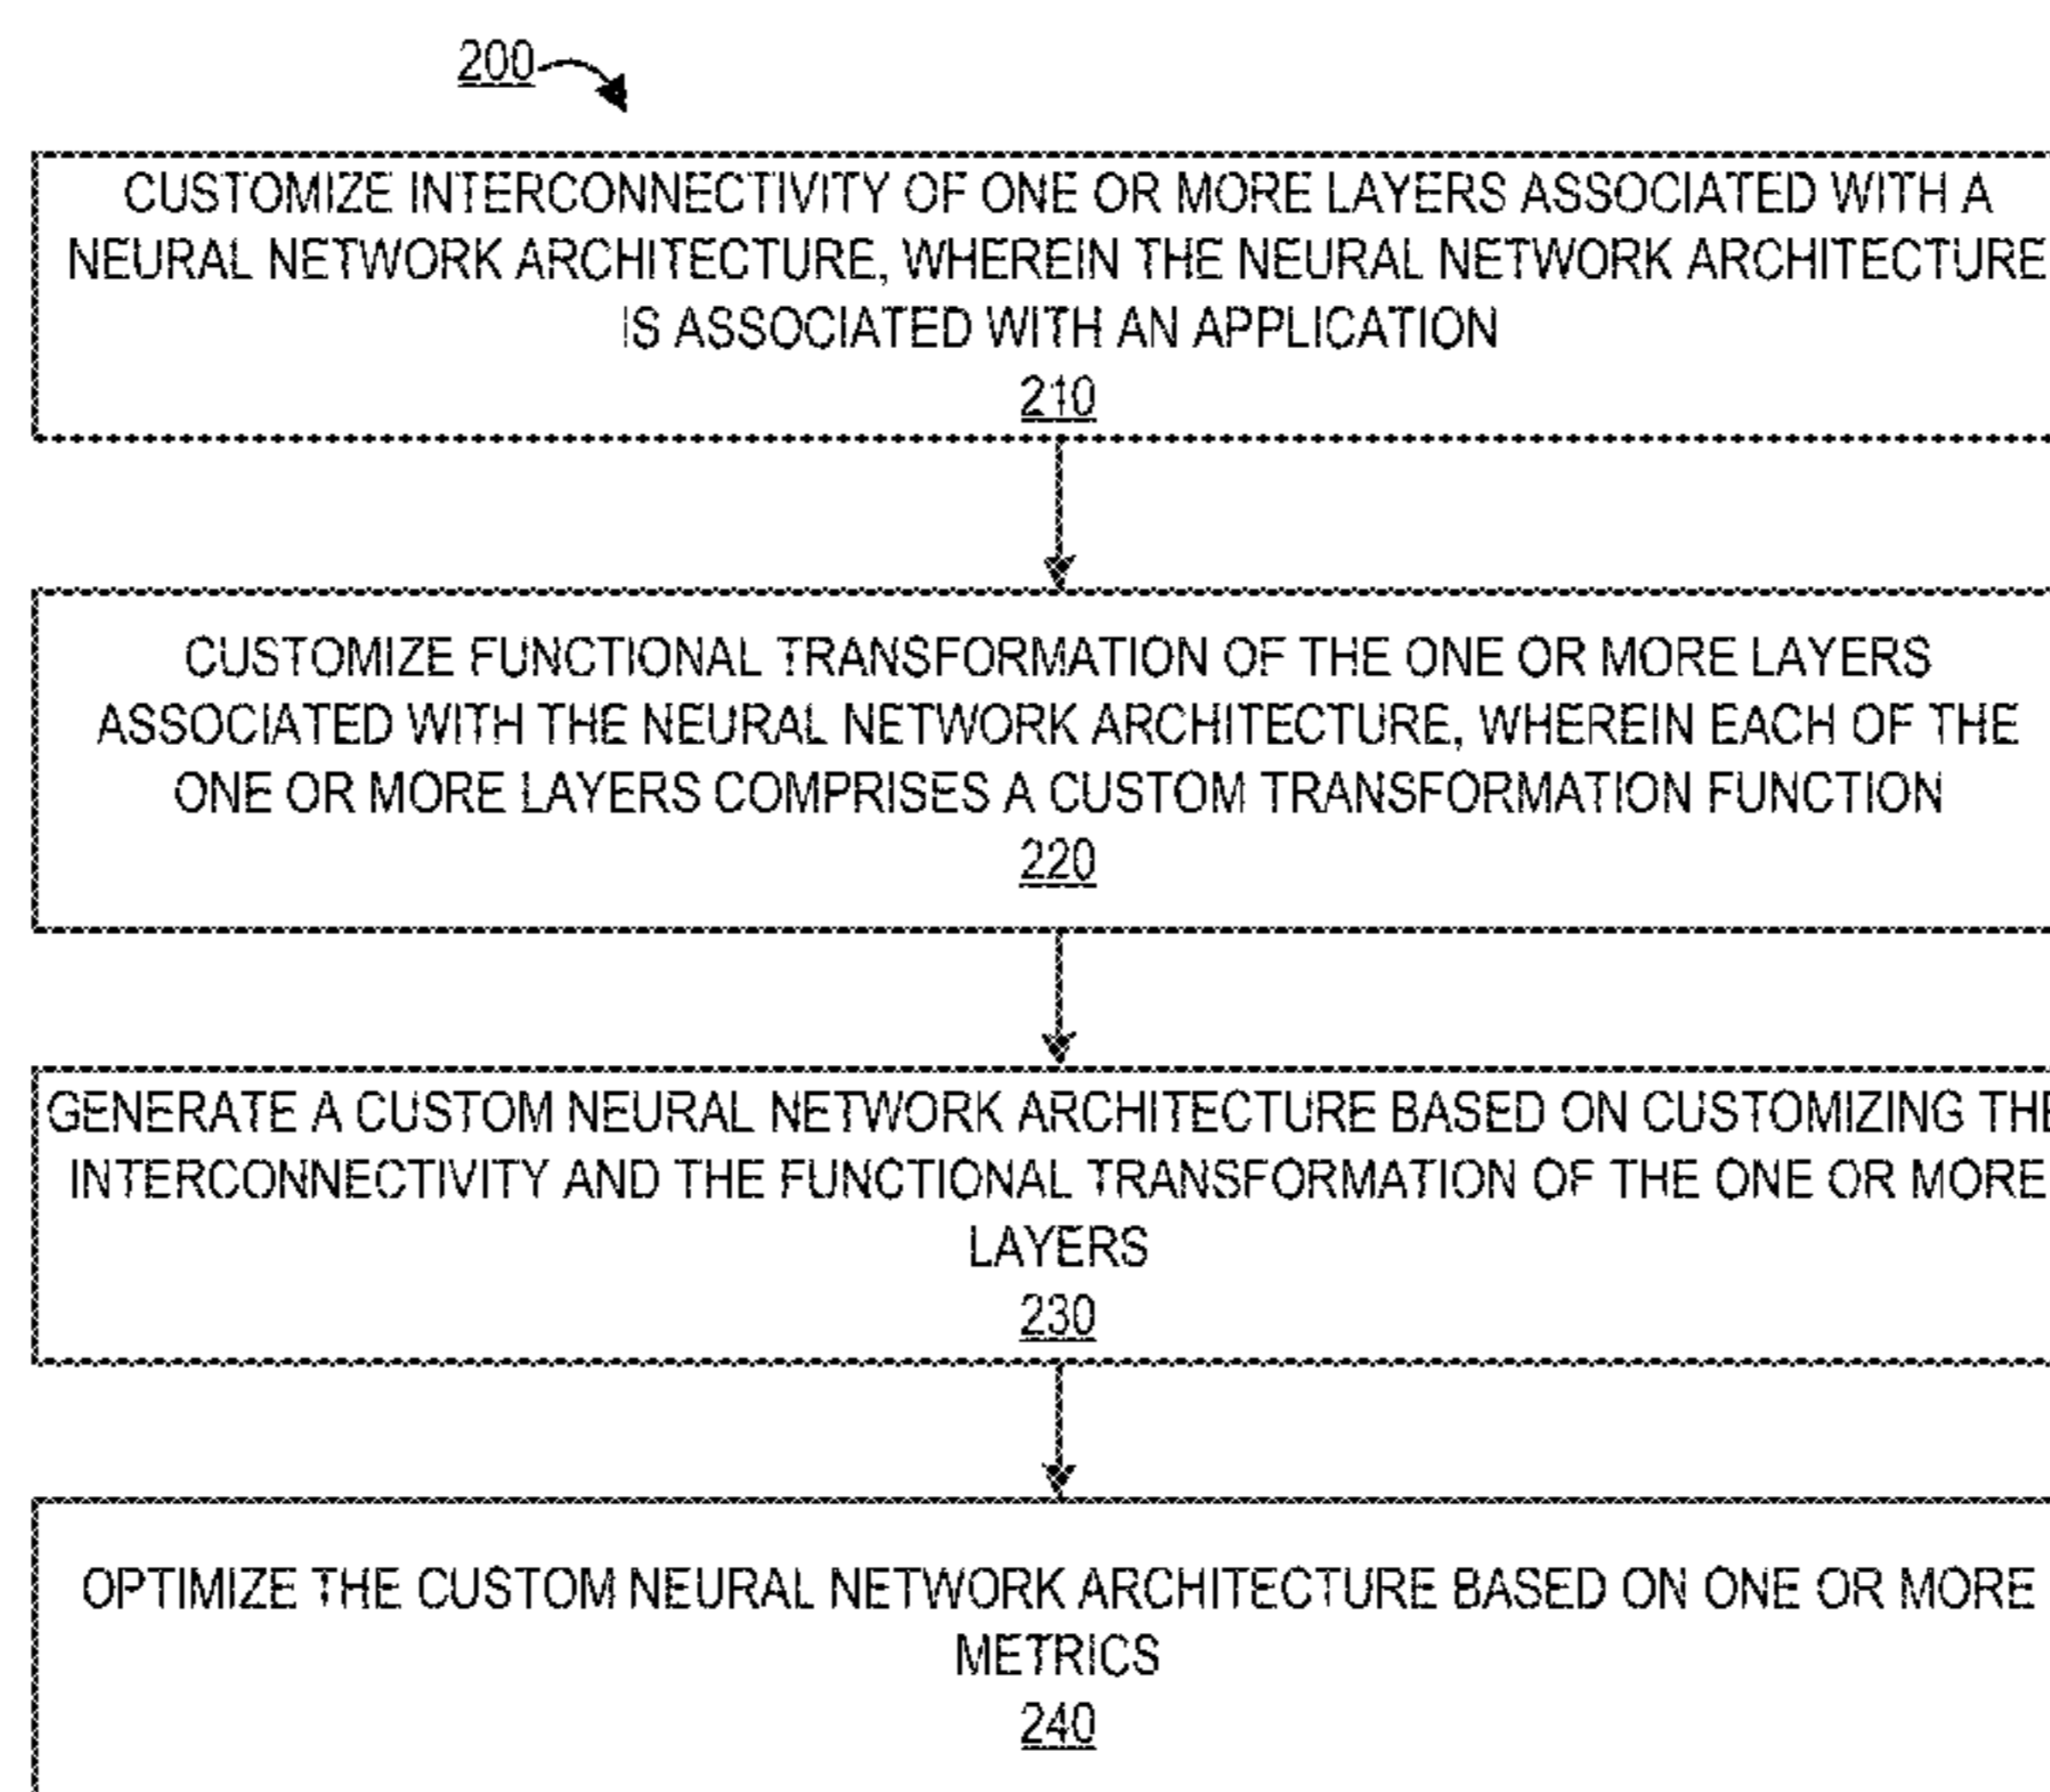 200
CUSTOMIZE INTERCONNECTIVITY OF ONE OR MORE LAYERS ASSOCIATED WITH A
NEURAL NETWORK ARCHITECTURE, WHEREIN THE NEURAL NETWORK ARCHITECTURE
IS ASSOCIATED WITH AN APPLICATION
210
CUSTOMIZE FUNCTIONAL TRANSFORMATION OF THE ONE OR MORE LAYERS
ASSOCIATED WITH THE NEURAL NETWORK ARCHITECTURE, WHEREIN EACH OF THE
ONE OR MORE LAYERS COMPRISES A CUSTOM TRANSFORMATION FUNCTION
220
GENERATE A CUSTOM NEURAL NETWORK ARCHITECTURE BASED ON CUSTOMIZING THE
INTERCONNECTIVITY AND THE FUNCTIONAL TRANSFORMATION OF THE ONE OR MORE
LAYERS
230
OPTIMIZE THE CUSTOM NEURAL NETWORK ARCHITECTURE BASED ON ONE OR MORE
METRICS
240